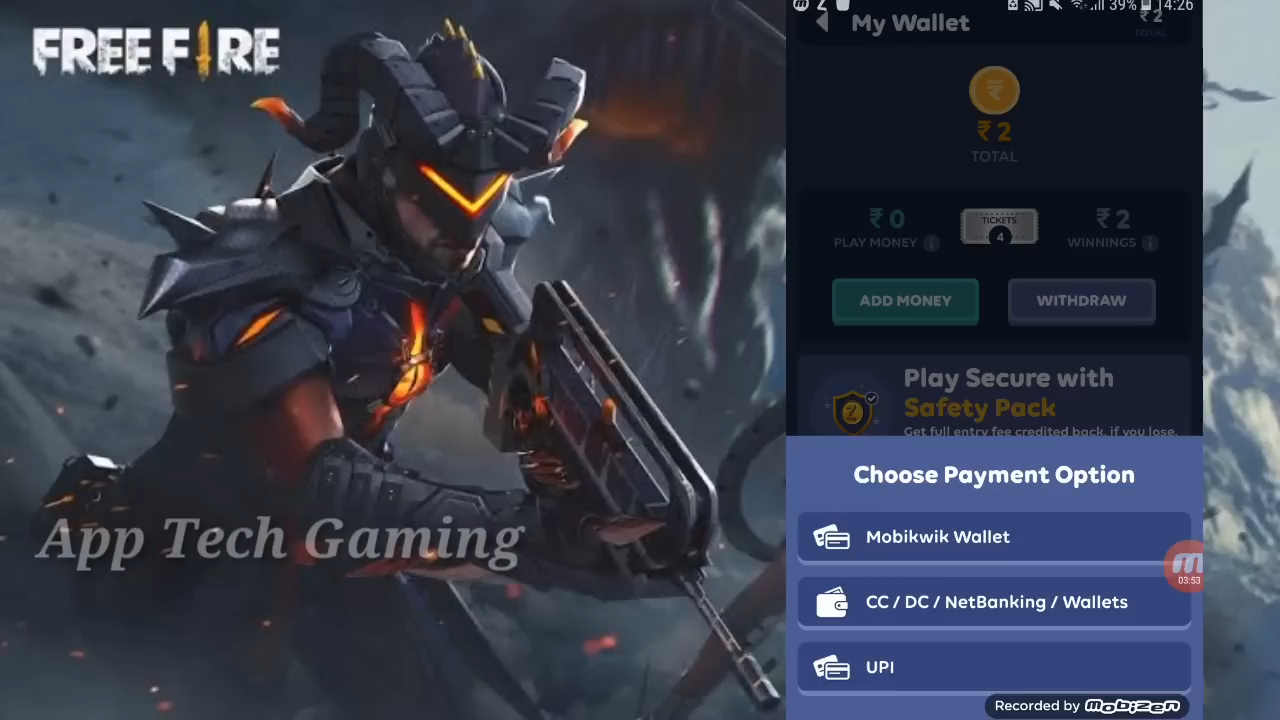 FREE FIRE
App Tech Gaming
39% 14:26
My Wallet
₹2
TOTAL
₹2
TOTAL
₹0
PLAY MONEY
TICKETS
4
₹2
WINNINGS
ADD MONEY
WITHDRAW
Play Secure with
Safety Pack
Get full entry fee credited back, if you lose.
Choose Payment Option
Mobikwik Wallet
CC / DC / NetBanking / Wallets
03:53
UPI
Recorded by Mobizen